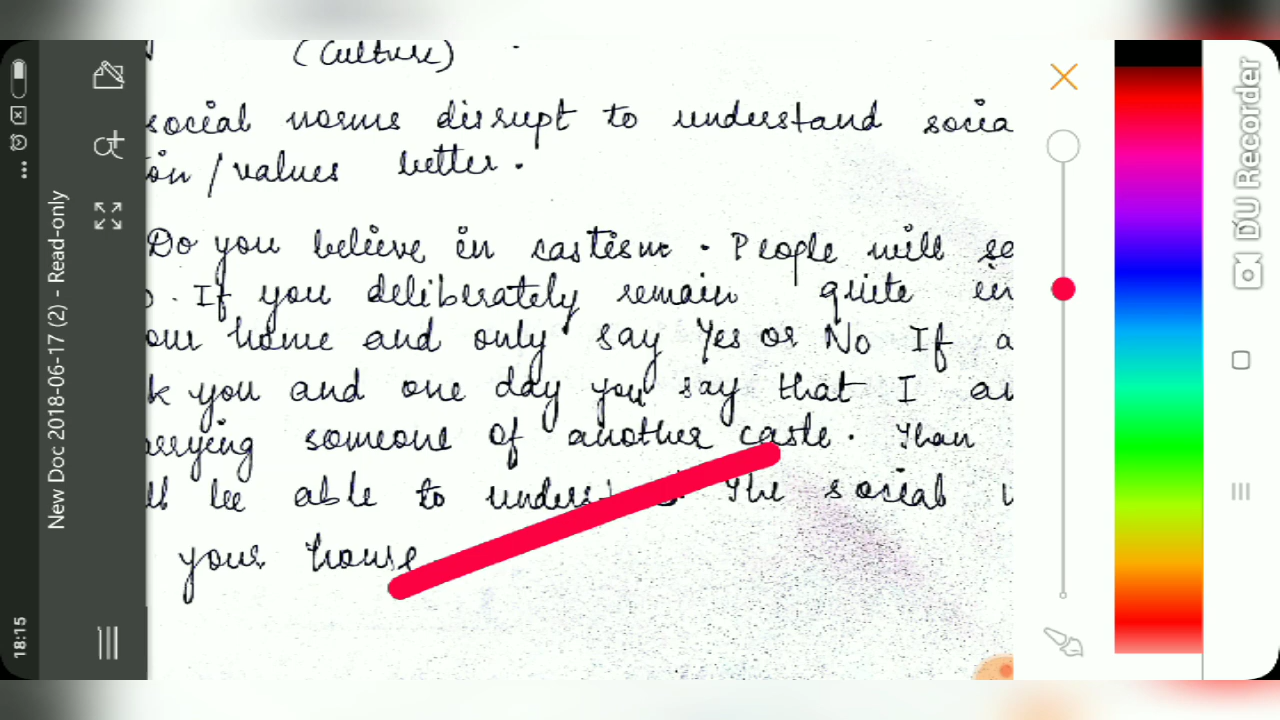 (Culture) .
social norms disrupt to understand socia
ion / values better .
Do you believe in casteism . People will se
o . If you deliberately remain quite in
our home and only say Yes or No If a
k you and one day you say that I a
arrying someone of another caste . Than
ll be able to the social
your house
New Doc 2018-06-17 (2) - Read-only
18:15
DU Recorder